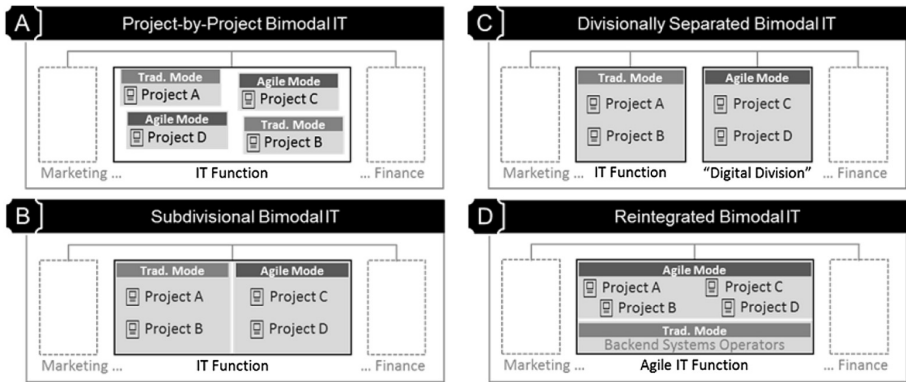 A
Project-by-Project Bimodal IT
Trad. Mode
Project A
Agile Mode
Project C
Agile Mode
Project D
Trad. Mode
Project B
Marketing ...
IT Function
... Finance
B
Subdivisional Bimodal IT
Trad. Mode
Agile Mode
Project A
Project C
Project B
Project D
Marketing ...
IT Function
... Finance
C
Divisionally Separated Bimodal IT
Trad. Mode
Agile Mode
Project A
Project C
Project B
Project D
Marketing ...
IT Function
“Digital Division”
... Finance
D
Reintegrated Bimodal IT
Agile Mode
Project A
Project C
Project B
Project D
Trad. Mode
Backend Systems Operators
Marketing ...
Agile IT Function
... Finance